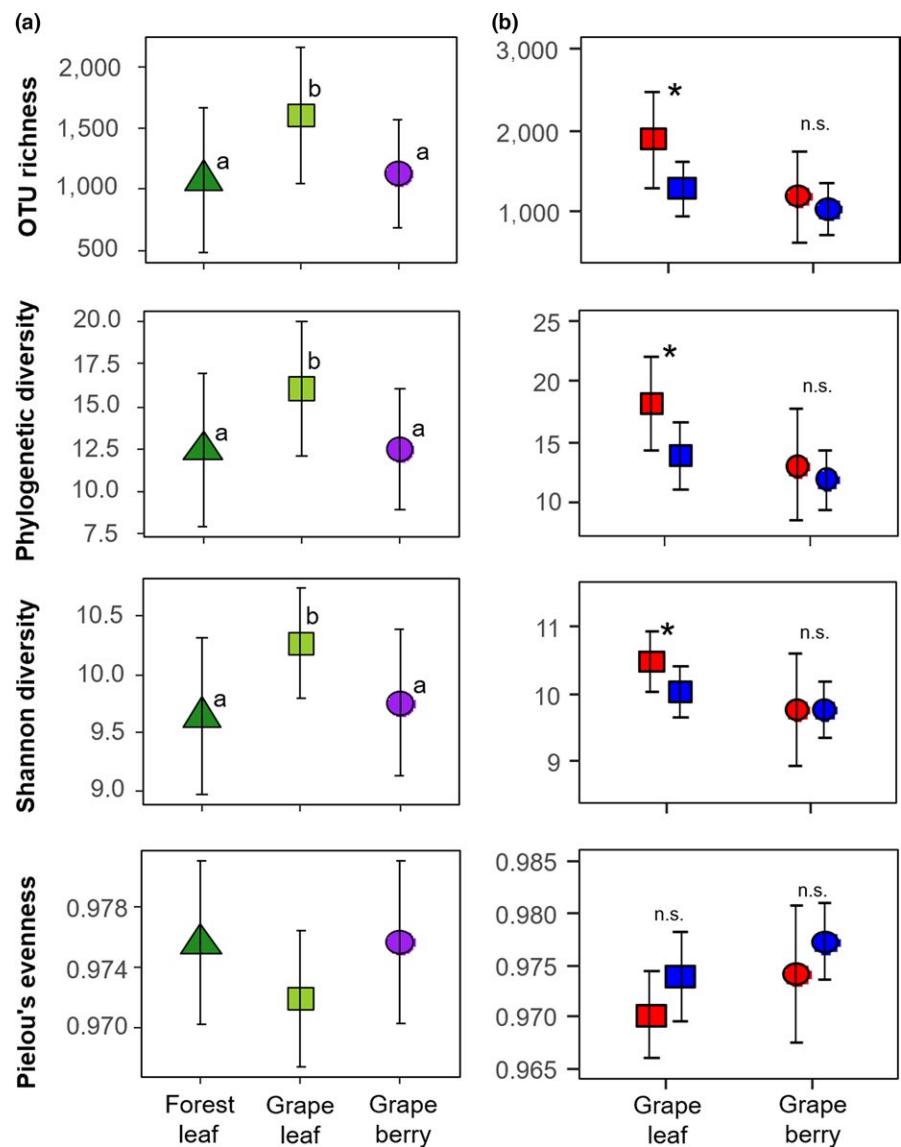 (a)
(b)
OTU richness
2,000
1,500
1,000
500
b
a
a
3,000
2,000
1,000
*
n.s.
Phylogenetic diversity
20.0
17.5
15.0
12.5
10.0
7.5
b
a
a
25
20
15
10
*
n.s.
Shannon diversity
10.5
10.0
9.5
9.0
b
a
a
11
10
9
*
n.s.
Pielou's evenness
0.978
0.974
0.970
0.985
0.980
0.975
0.970
0.965
n.s.
n.s.
Forest
leaf
Grape
leaf
Grape
berry
Grape
leaf
Grape
berry